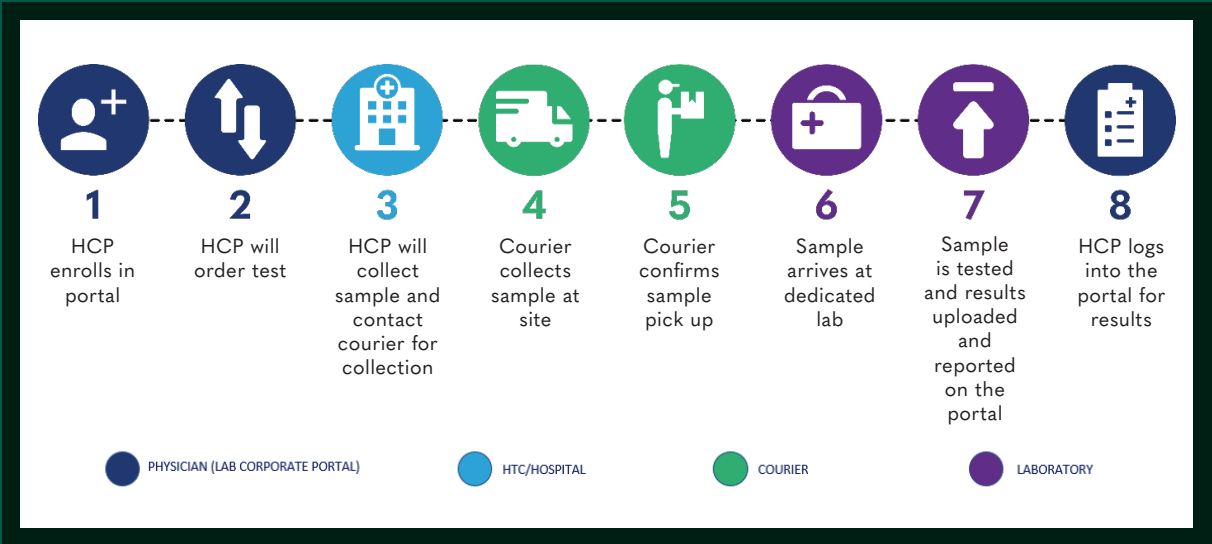 1
HCP
enrolls in
portal
2
HCP will
order test
3
HCP will
collect
sample and
contact
courier for
collection
4
Courier
collects
sample at
site
5
Courier
confirms
sample
pick up
6
Sample
arrives at
dedicated
lab
7
Sample
is tested
and results
uploaded
and
reported
on the
portal
8
HCP logs
into the
portal for
results
PHYSICIAN (LAB CORPORATE PORTAL)
HTC/HOSPITAL
COURIER
LABORATORY